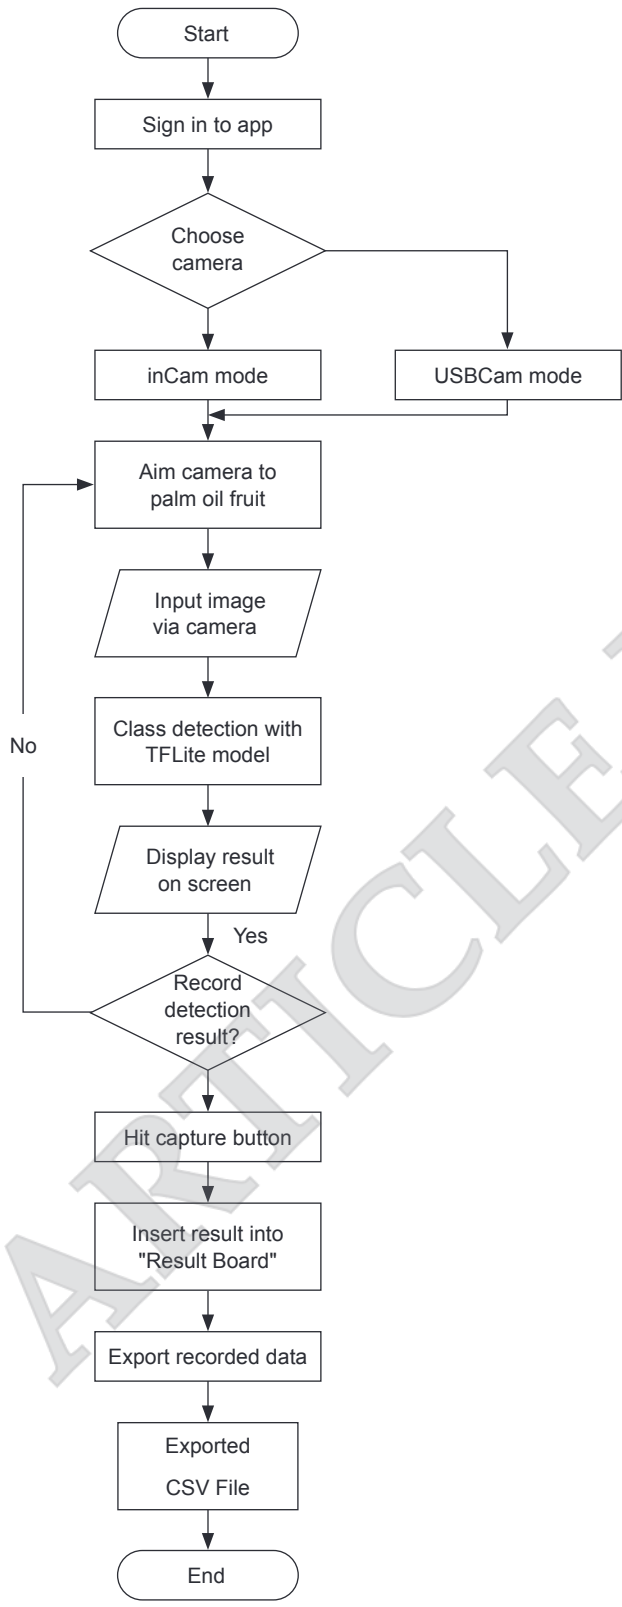 Start
Sign in to app
Choose
camera
inCam mode
USBCam mode
Aim camera to
palm oil fruit
Input image
via camera
Class detection with
TFLite model
No
Display result
on screen
Yes
Record
detection
result?
Hit capture button
Insert result into
"Result Board"
Export recorded data
Exported
CSV File
End
ARTICLE